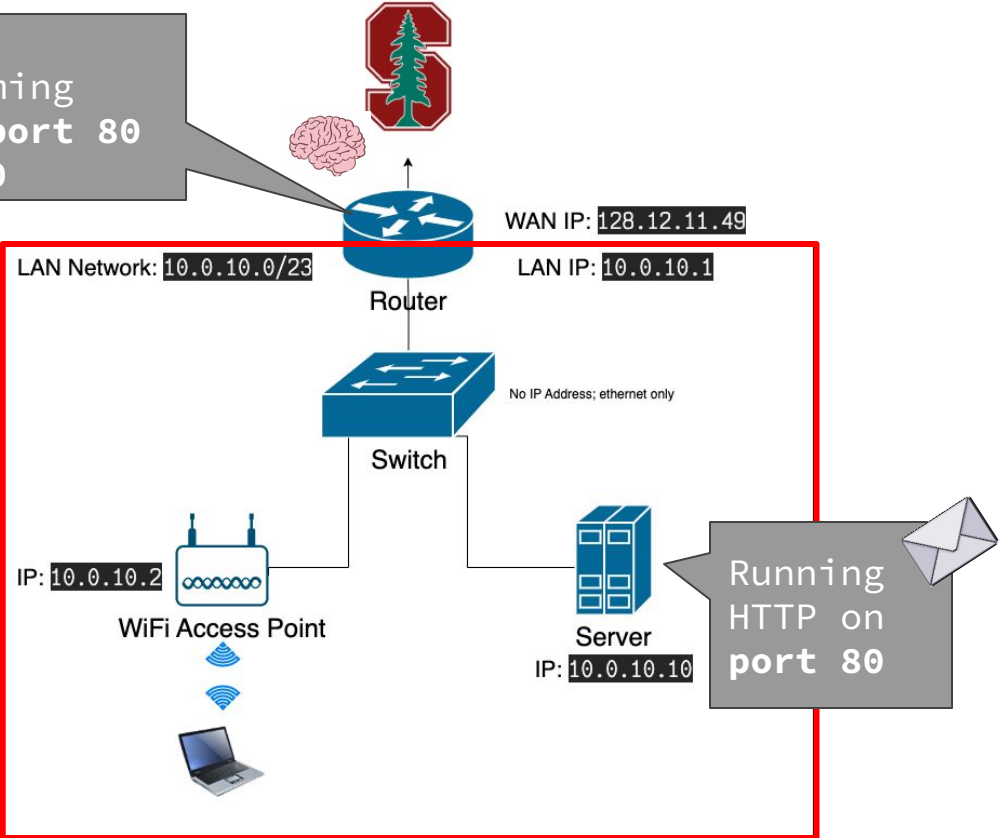 port 80
WAN IP: 128.12.11.49
LAN Network: 10.0.10.0/23
LAN IP: 10.0.10.1
Router
No IP Address; ethernet only
Switch
IP: 10.0.10.2
WiFi Access Point
Server
IP: 10.0.10.10
Running
HTTP on
port 80